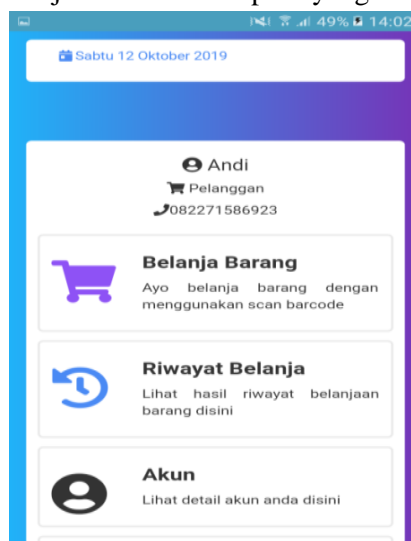 49% 14:02
Sabtu 12 Oktober 2019
Andi
Pelanggan
082271586923
Belanja Barang
Ayo belanja barang dengan
menggunakan scan barcode
Riwayat Belanja
Lihat hasil riwayat belanjaan
barang disini
Akun
Lihat detail akun anda disini